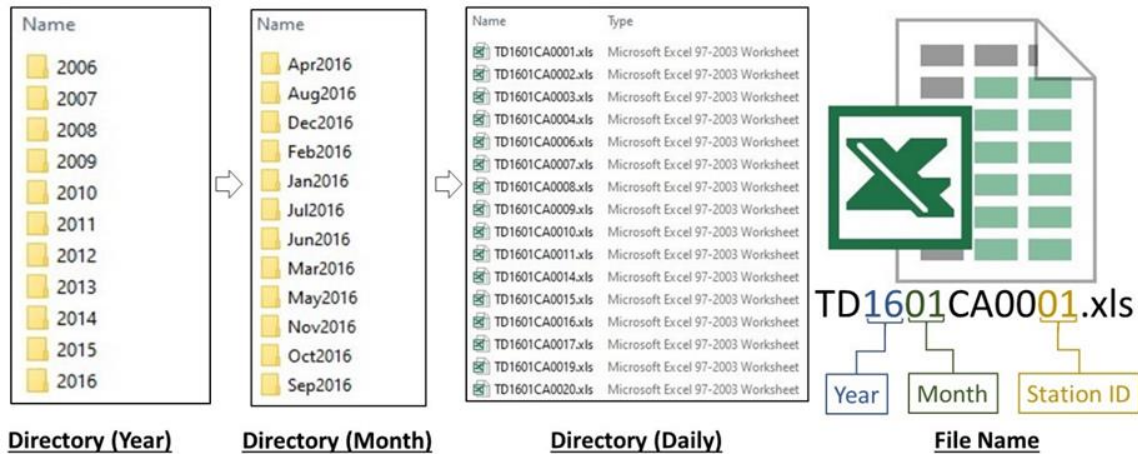 Name
2006
2007
2008
2009
2010
2011
2012
2013
2014
2015
2016
Directory (Year)
Name
Apr2016
Aug2016
Dec2016
Feb2016
Jan2016
Jul2016
Jun2016
Mar2016
May2016
Nov2016
Oct2016
Sep2016
Directory (Month)
Name Type
TD1601CA0001.xls Microsoft Excel 97-2003 Worksheet
TD1601CA0002.xls Microsoft Excel 97-2003 Worksheet
TD1601CA0003.xls Microsoft Excel 97-2003 Worksheet
TD1601CA0004.xls Microsoft Excel 97-2003 Worksheet
TD1601CA0006.xls Microsoft Excel 97-2003 Worksheet
TD1601CA0007.xls Microsoft Excel 97-2003 Worksheet
TD1601CA0008.xls Microsoft Excel 97-2003 Worksheet
TD1601CA0009.xls Microsoft Excel 97-2003 Worksheet
TD1601CA0010.xls Microsoft Excel 97-2003 Worksheet
TD1601CA0011.xls Microsoft Excel 97-2003 Worksheet
TD1601CA0014.xls Microsoft Excel 97-2003 Worksheet
TD1601CA0015.xls Microsoft Excel 97-2003 Worksheet
TD1601CA0016.xls Microsoft Excel 97-2003 Worksheet
TD1601CA0017.xls Microsoft Excel 97-2003 Worksheet
TD1601CA0019.xls Microsoft Excel 97-2003 Worksheet
TD1601CA0020.xls Microsoft Excel 97-2003 Worksheet
Directory (Daily)
X
TD1601CA0001.xls
Year Month Station ID
File Name